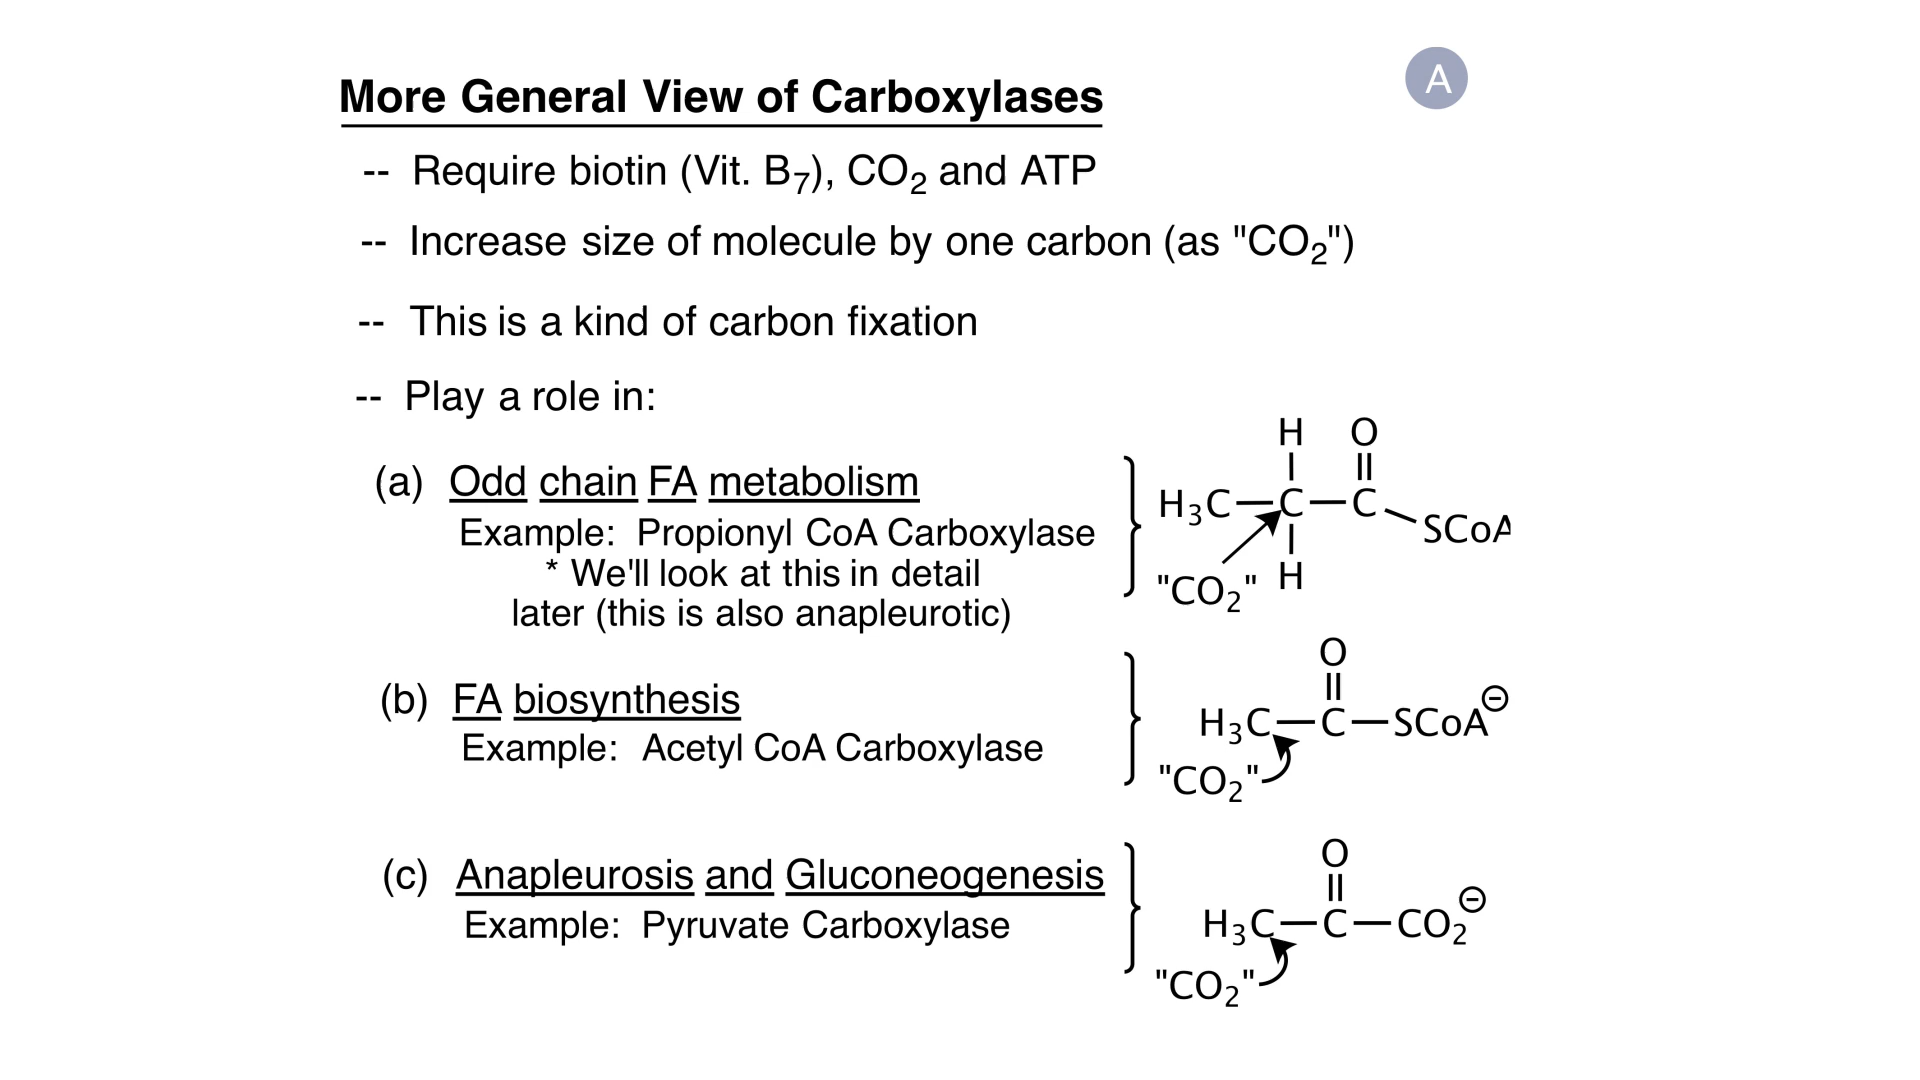 More General View of Carboxylases
A
-- Require biotin (Vit. B₇), CO₂ and ATP
-- Increase size of molecule by one carbon (as "CO₂")
-- This is a kind of carbon fixation
-- Play a role in:
(a) Odd chain FA metabolism
Example: Propionyl CoA Carboxylase
* We'll look at this in detail
later (this is also anapleurotic)
H O
H₃C—C—C
SCoA
"CO₂" H
(b) FA biosynthesis
Example: Acetyl CoA Carboxylase
O
H₃C—C—SCoA⊖
"CO₂"
(c) Anapleurosis and Gluconeogenesis
Example: Pyruvate Carboxylase
O
H₃C—C—CO₂⊖
"CO₂"